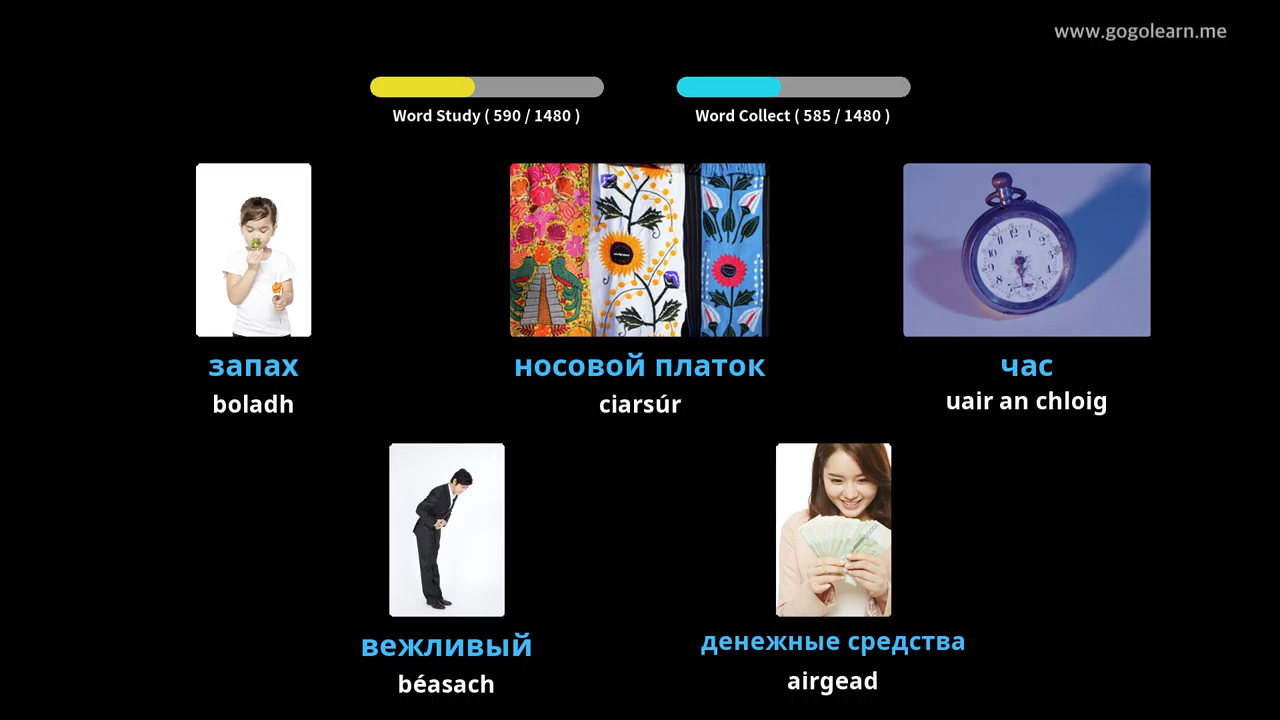 www.gogolearn.me
Word Study ( 590 / 1480 )
Word Collect ( 585 / 1480 )
запах
boladh
носовой платок
ciarsúr
час
uair an chloig
вежливый
béasach
денежные средства
airgead